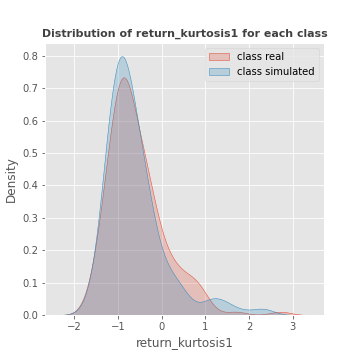 Distribution of return_kurtosis1 for each class
class real
class simulated
0.8
0.7
0.6
0.5
0.4
0.3
0.2
0.1
0.0
Density
−2 −1 0 1 2 3
return_kurtosis1